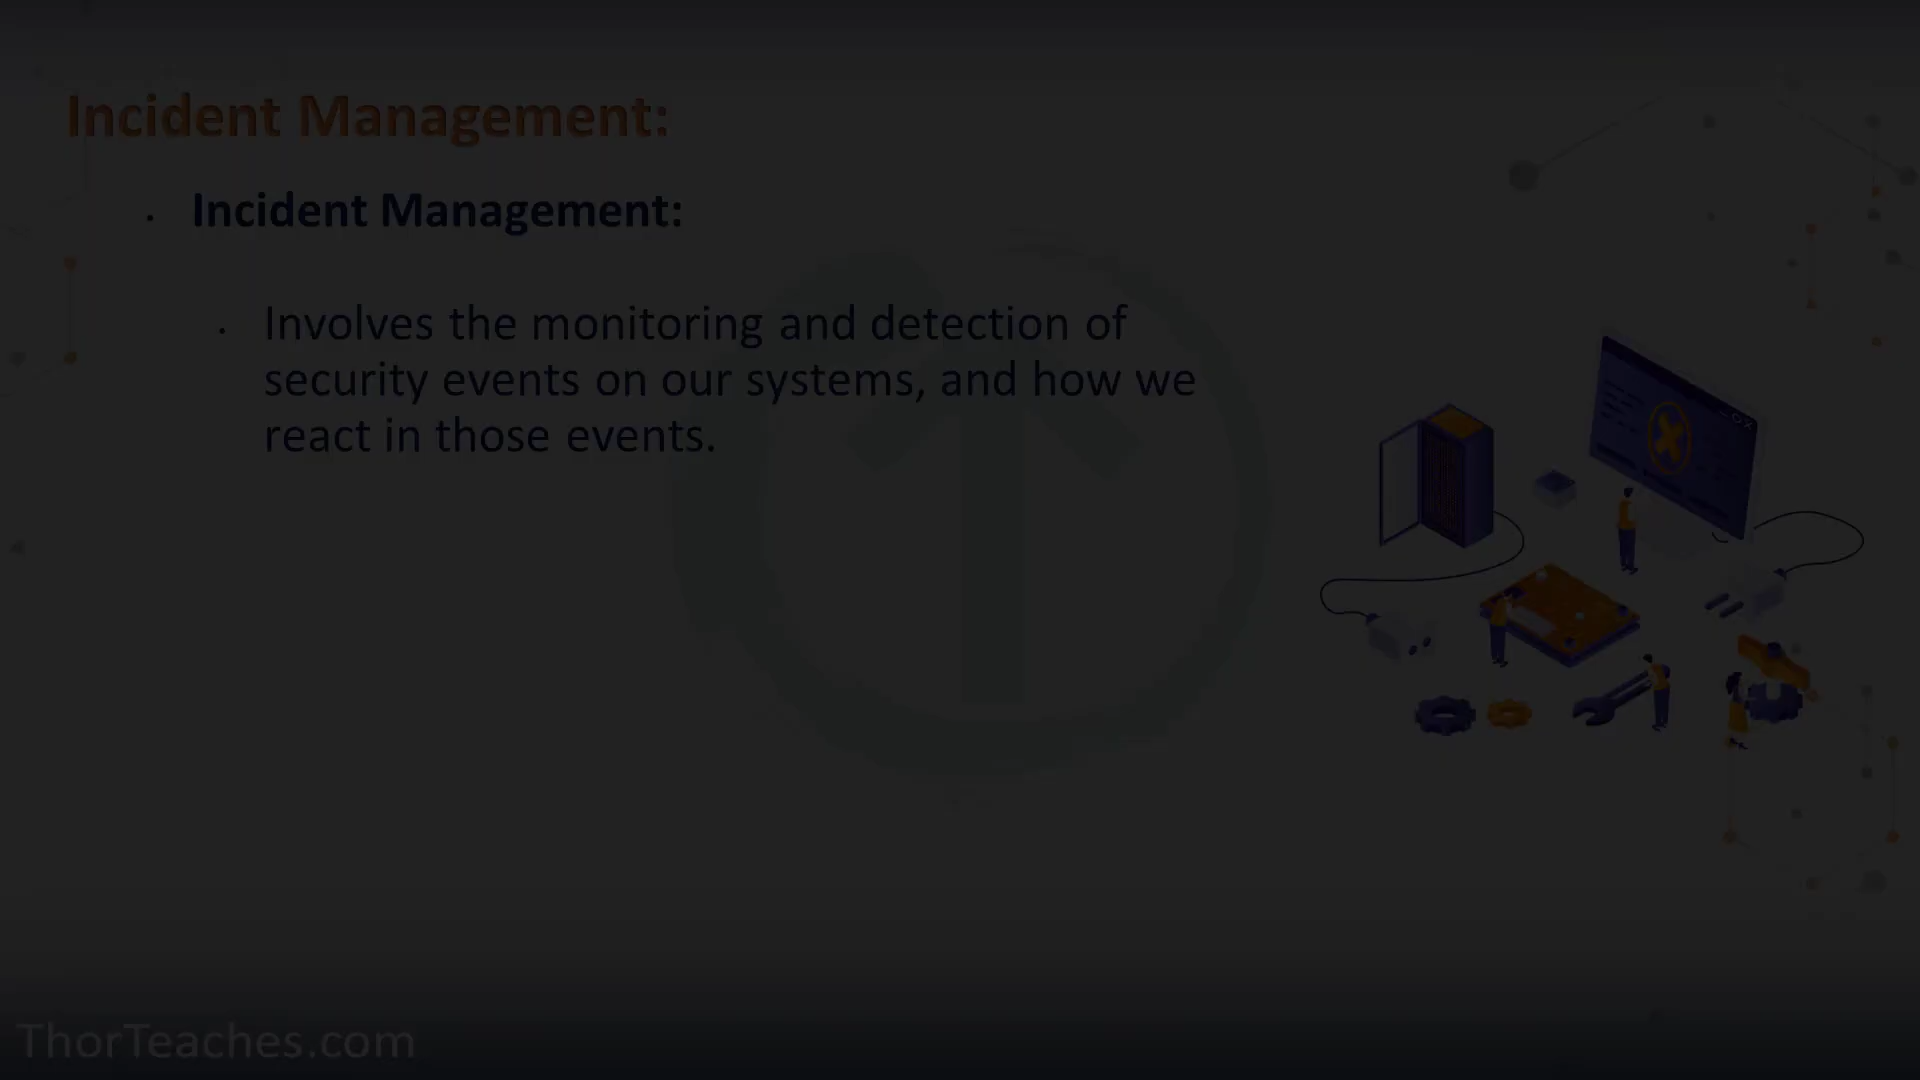 Incident Management:
Incident Management:
Involves the monitoring and detection of
security events on our systems, and how we
react in those events.
ThorTeaches.com